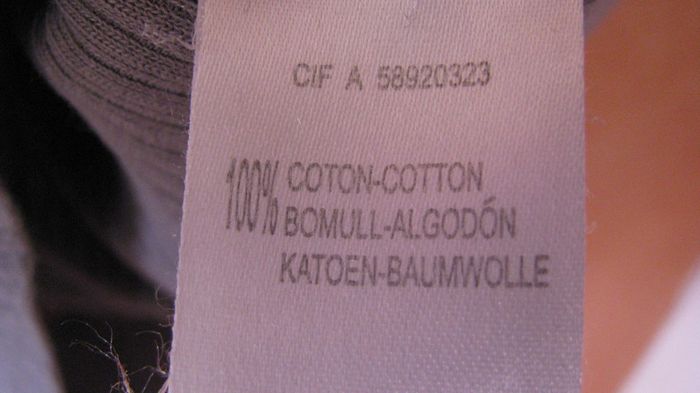 CIF A 58920323
100% COTON-COTTON
BOMULL-ALGODÓN
KATOEN-BAUMWOLLE